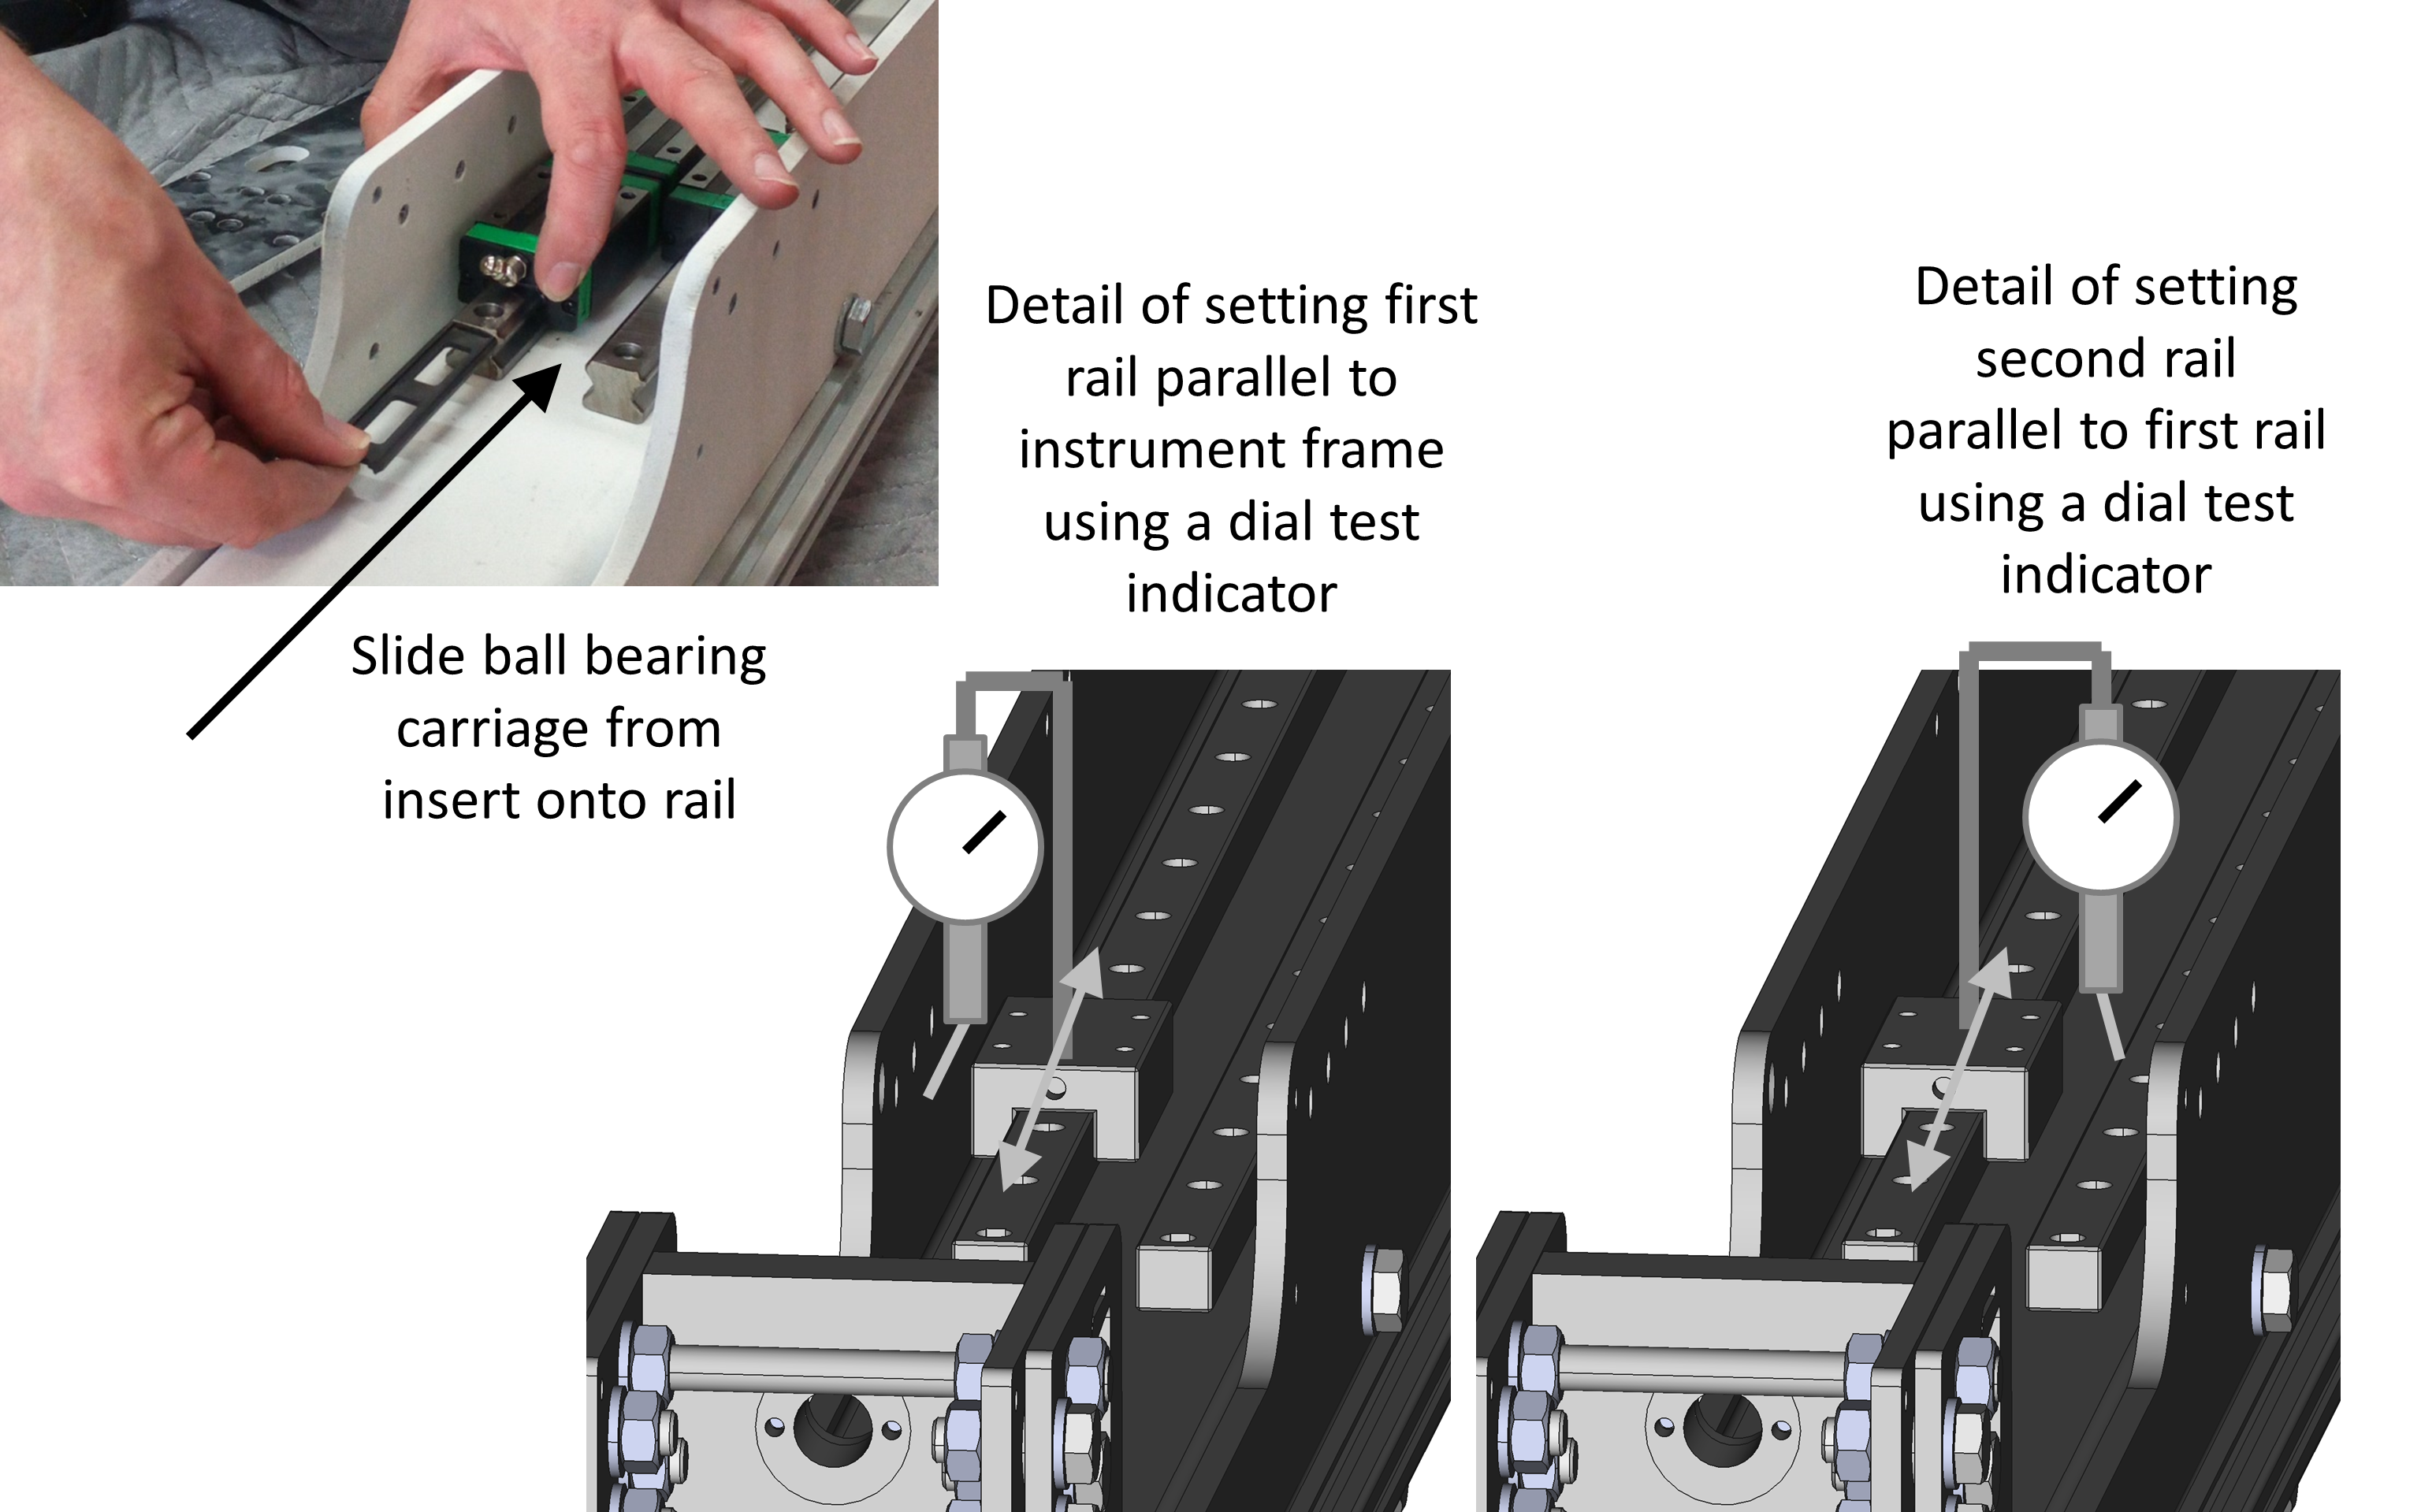 Slide ball bearing
carriage from
insert onto rail
Detail of setting first
rail parallel to
instrument frame
using a dial test
indicator
Detail of setting
second rail
parallel to first rail
using a dial test
indicator